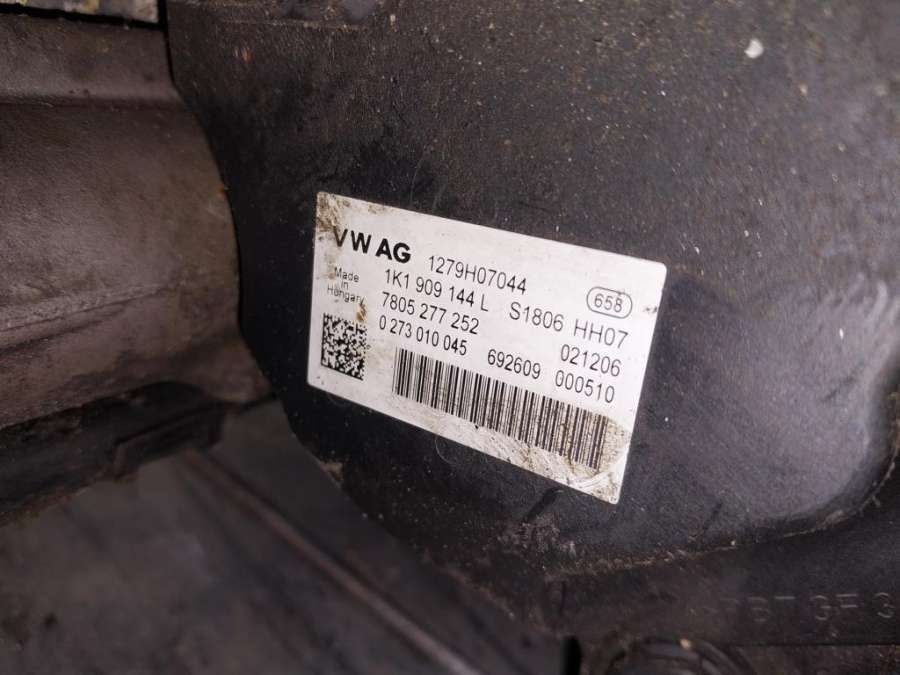 VW AG 1279H07044 658
Made in Hungary
1K1 909 144 L S1806 HH07
7805 277 252 021206
0 273 010 045 692609 000510